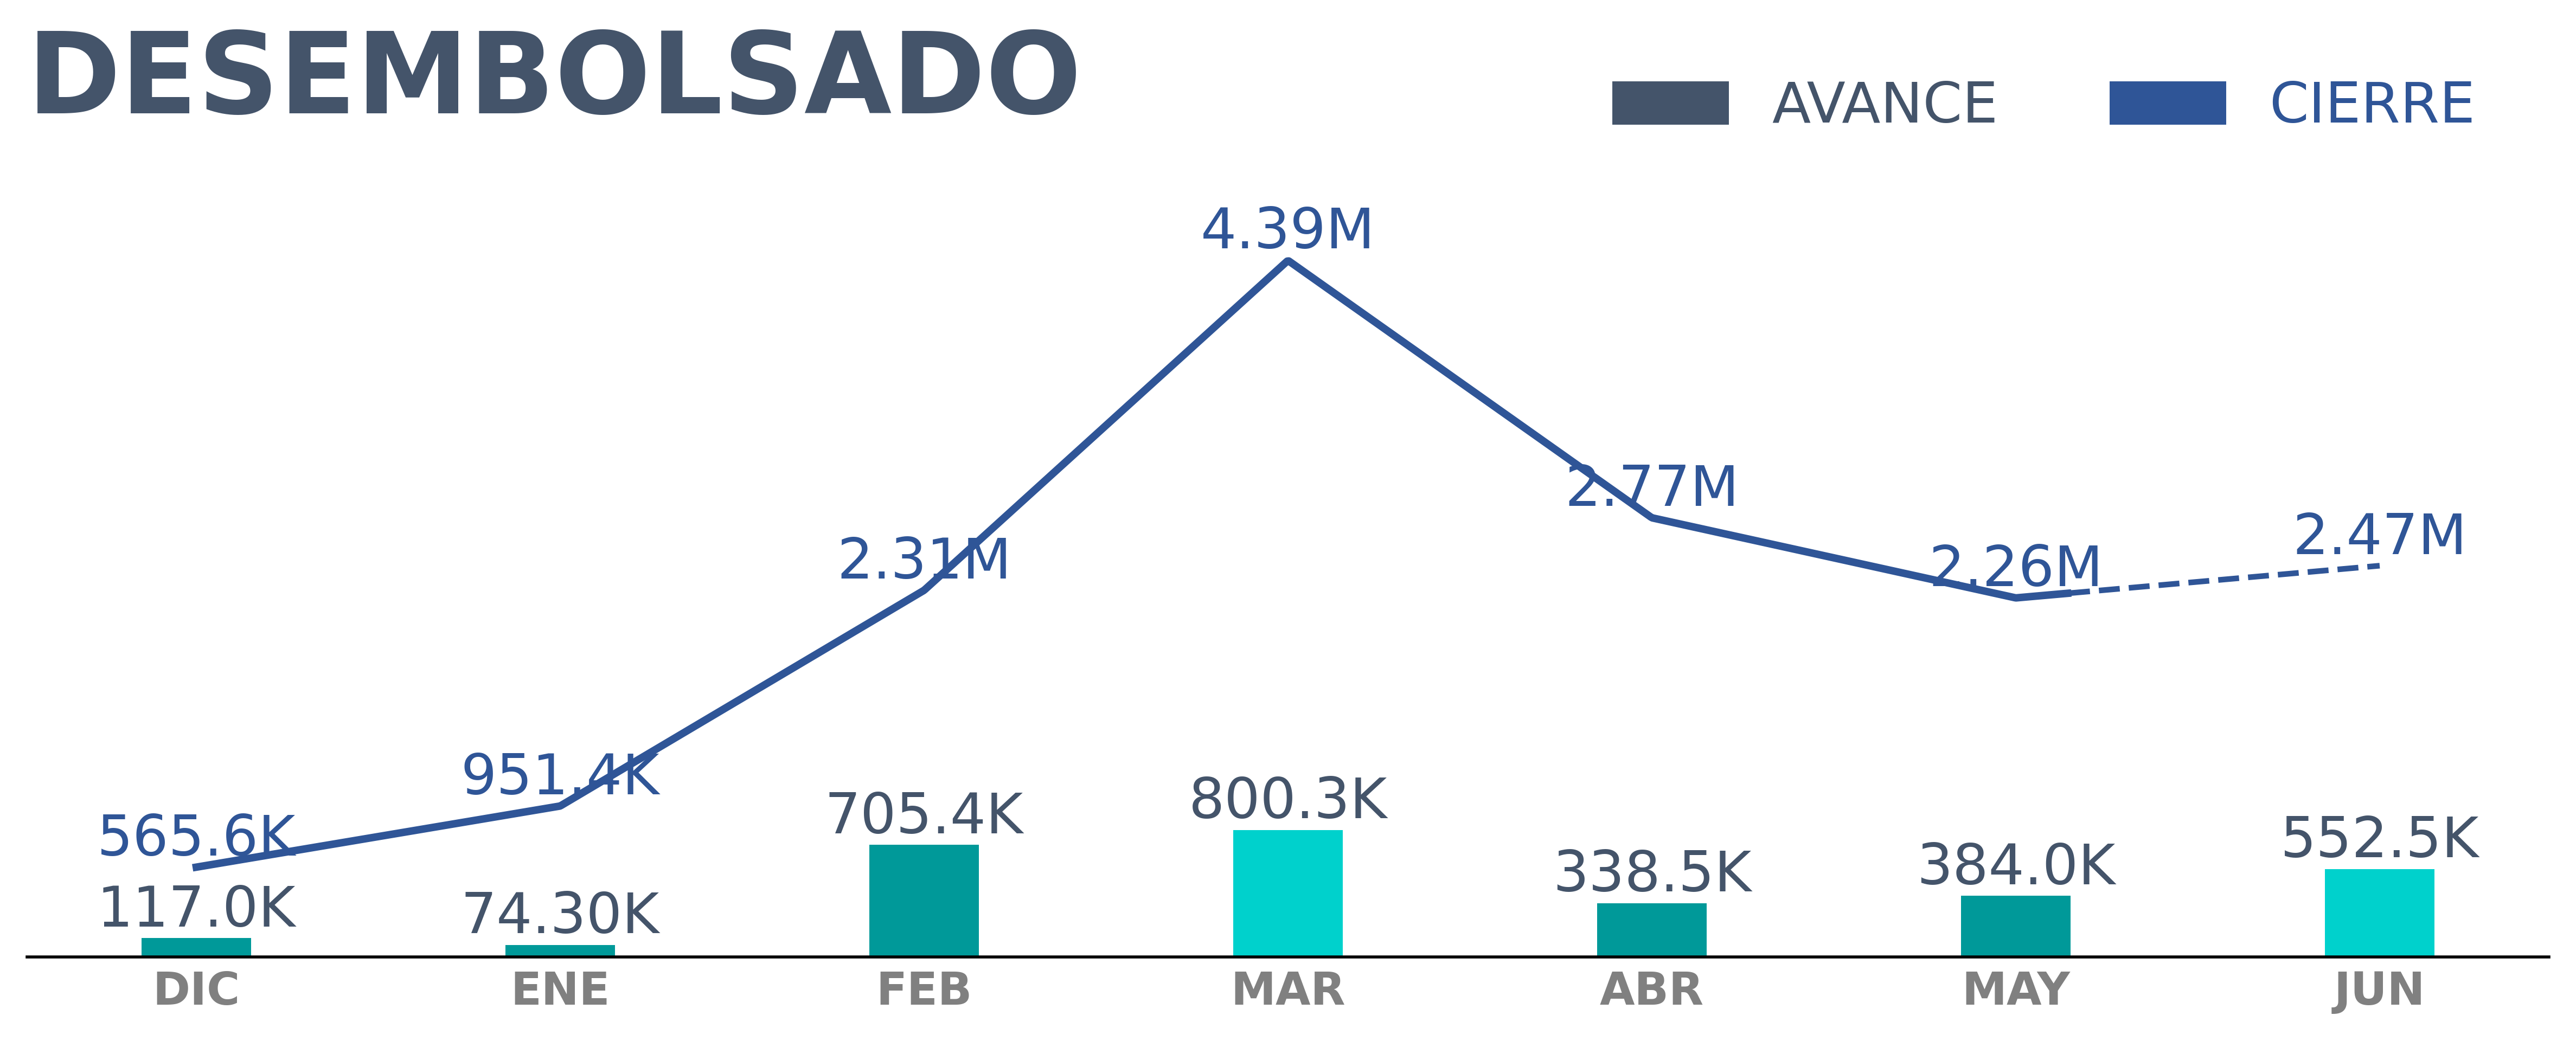 DESEMBOLSADO
AVANCE CIERRE
4.39M
2.77M
2.31M 2.26M 2.47M
951.4K
565.6K
705.4K 800.3K
338.5K 384.0K 552.5K
117.0K 74.30K
DIC ENE FEB MAR ABR MAY JUN